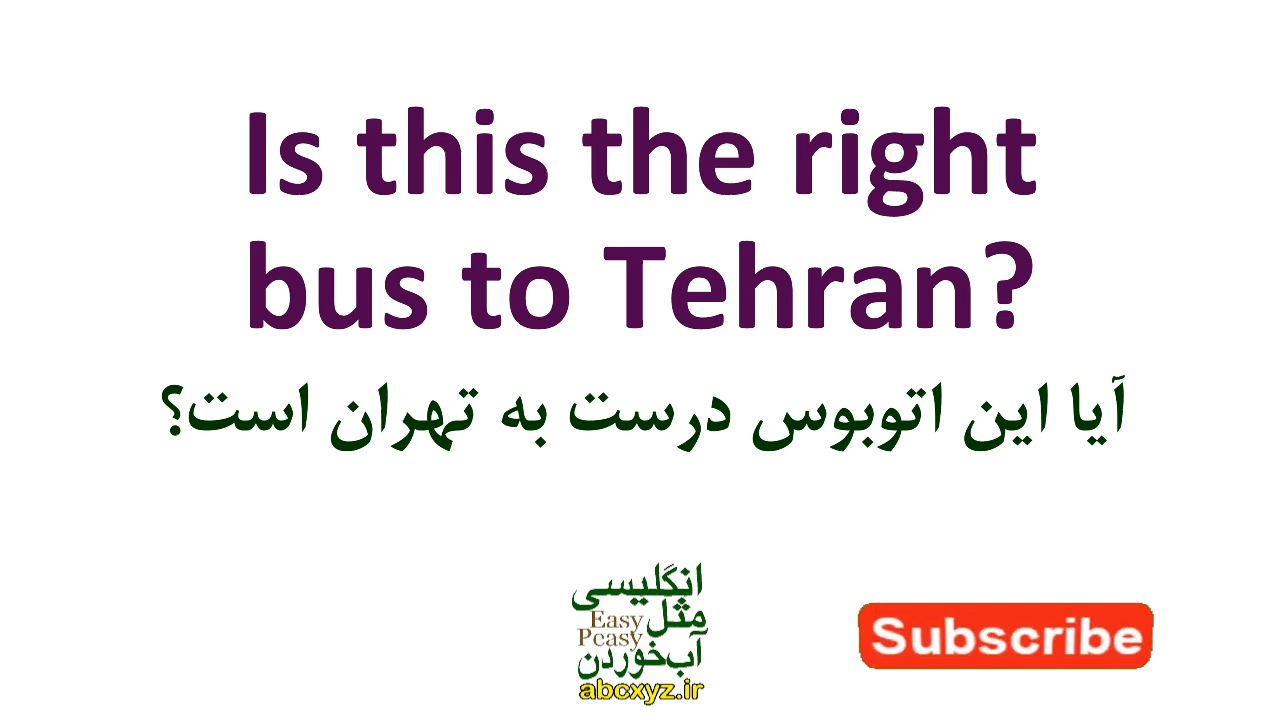 Is this the right
bus to Tehran?
آیا این اتوبوس درست به تهران است؟
انگلیسی
مثل
Easy
Peasy
آب‌خوردن
abcxyz.ir
Subscribe